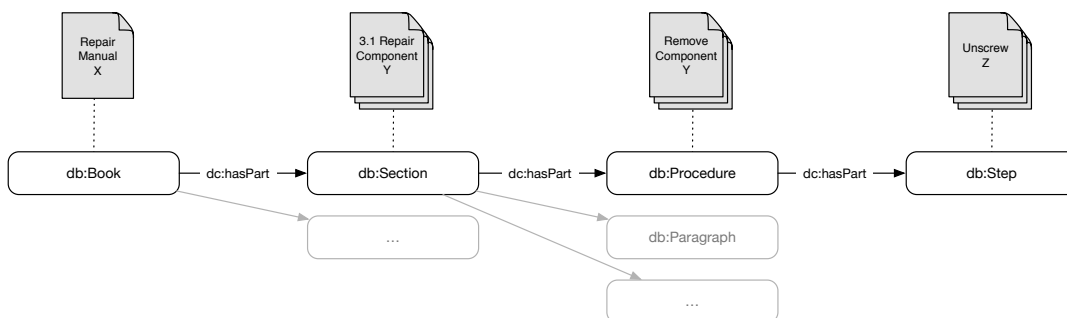 Repair
Manual
X
3.1 Repair
Component
Y
Remove
Component
Y
Unscrew
Z
db:Book
dc:hasPart
db:Section
dc:hasPart
db:Procedure
dc:hasPart
db:Step
...
db:Paragraph
...